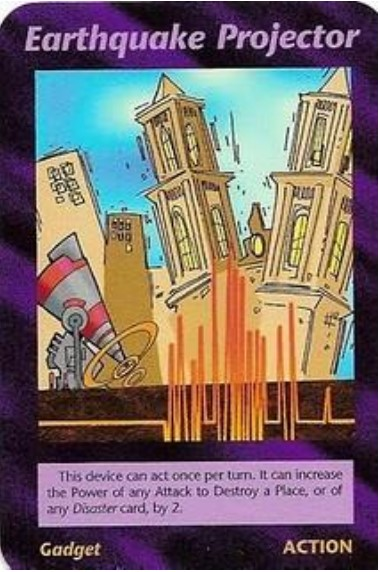 Earthquake Projector
This device can act once per turn. It can increase
the Power of any Attack to Destroy a Place, or of
any Disaster card, by 2.
Gadget ACTION